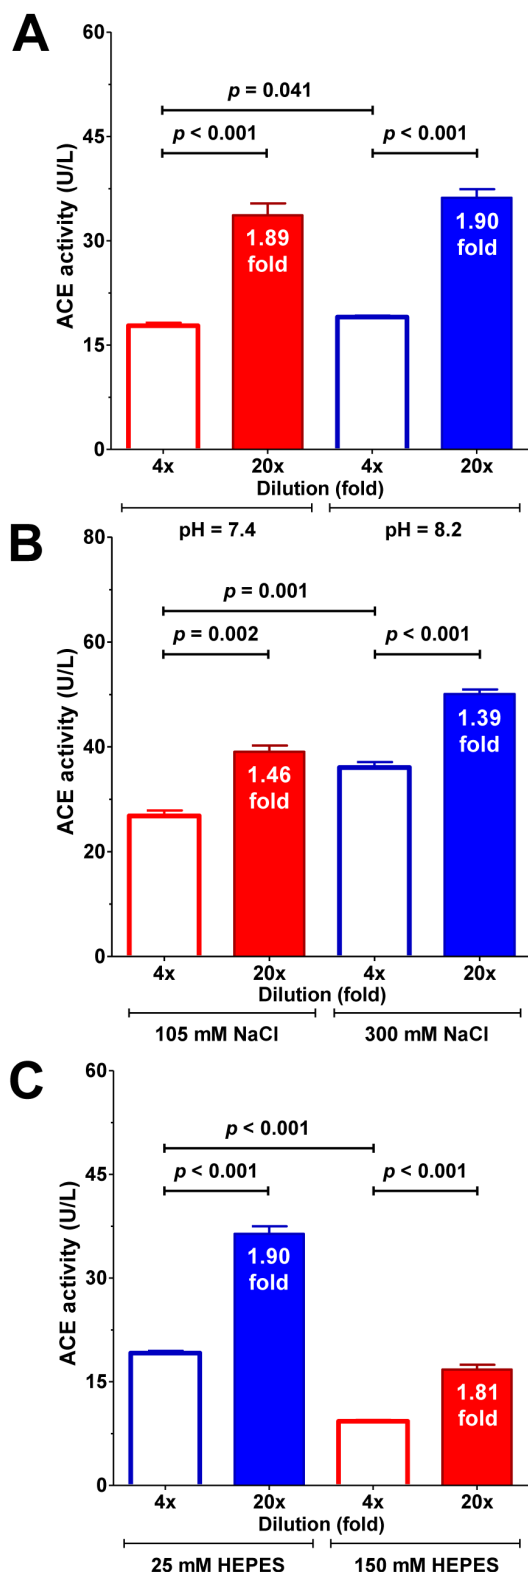 A
ACE activity (U/L)
60
45
30
15
0
p = 0.041
p < 0.001
p < 0.001
1.89
fold
1.90
fold
4x
20x
4x
20x
Dilution (fold)
pH = 7.4
pH = 8.2
B
ACE activity (U/L)
80
60
40
20
0
p = 0.001
p = 0.002
p < 0.001
1.46
fold
1.39
fold
4x
20x
4x
20x
Dilution (fold)
105 mM NaCl
300 mM NaCl
C
ACE activity (U/L)
60
45
30
15
0
p < 0.001
p < 0.001
p < 0.001
1.90
fold
1.81
fold
4x
20x
4x
20x
Dilution (fold)
25 mM HEPES
150 mM HEPES